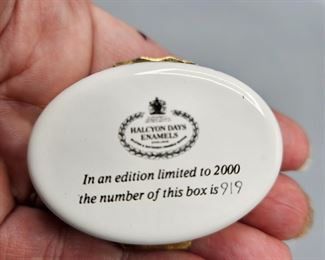 HALCYON DAYS
ENAMELS
In an edition limited to 2000
the number of this box is 919